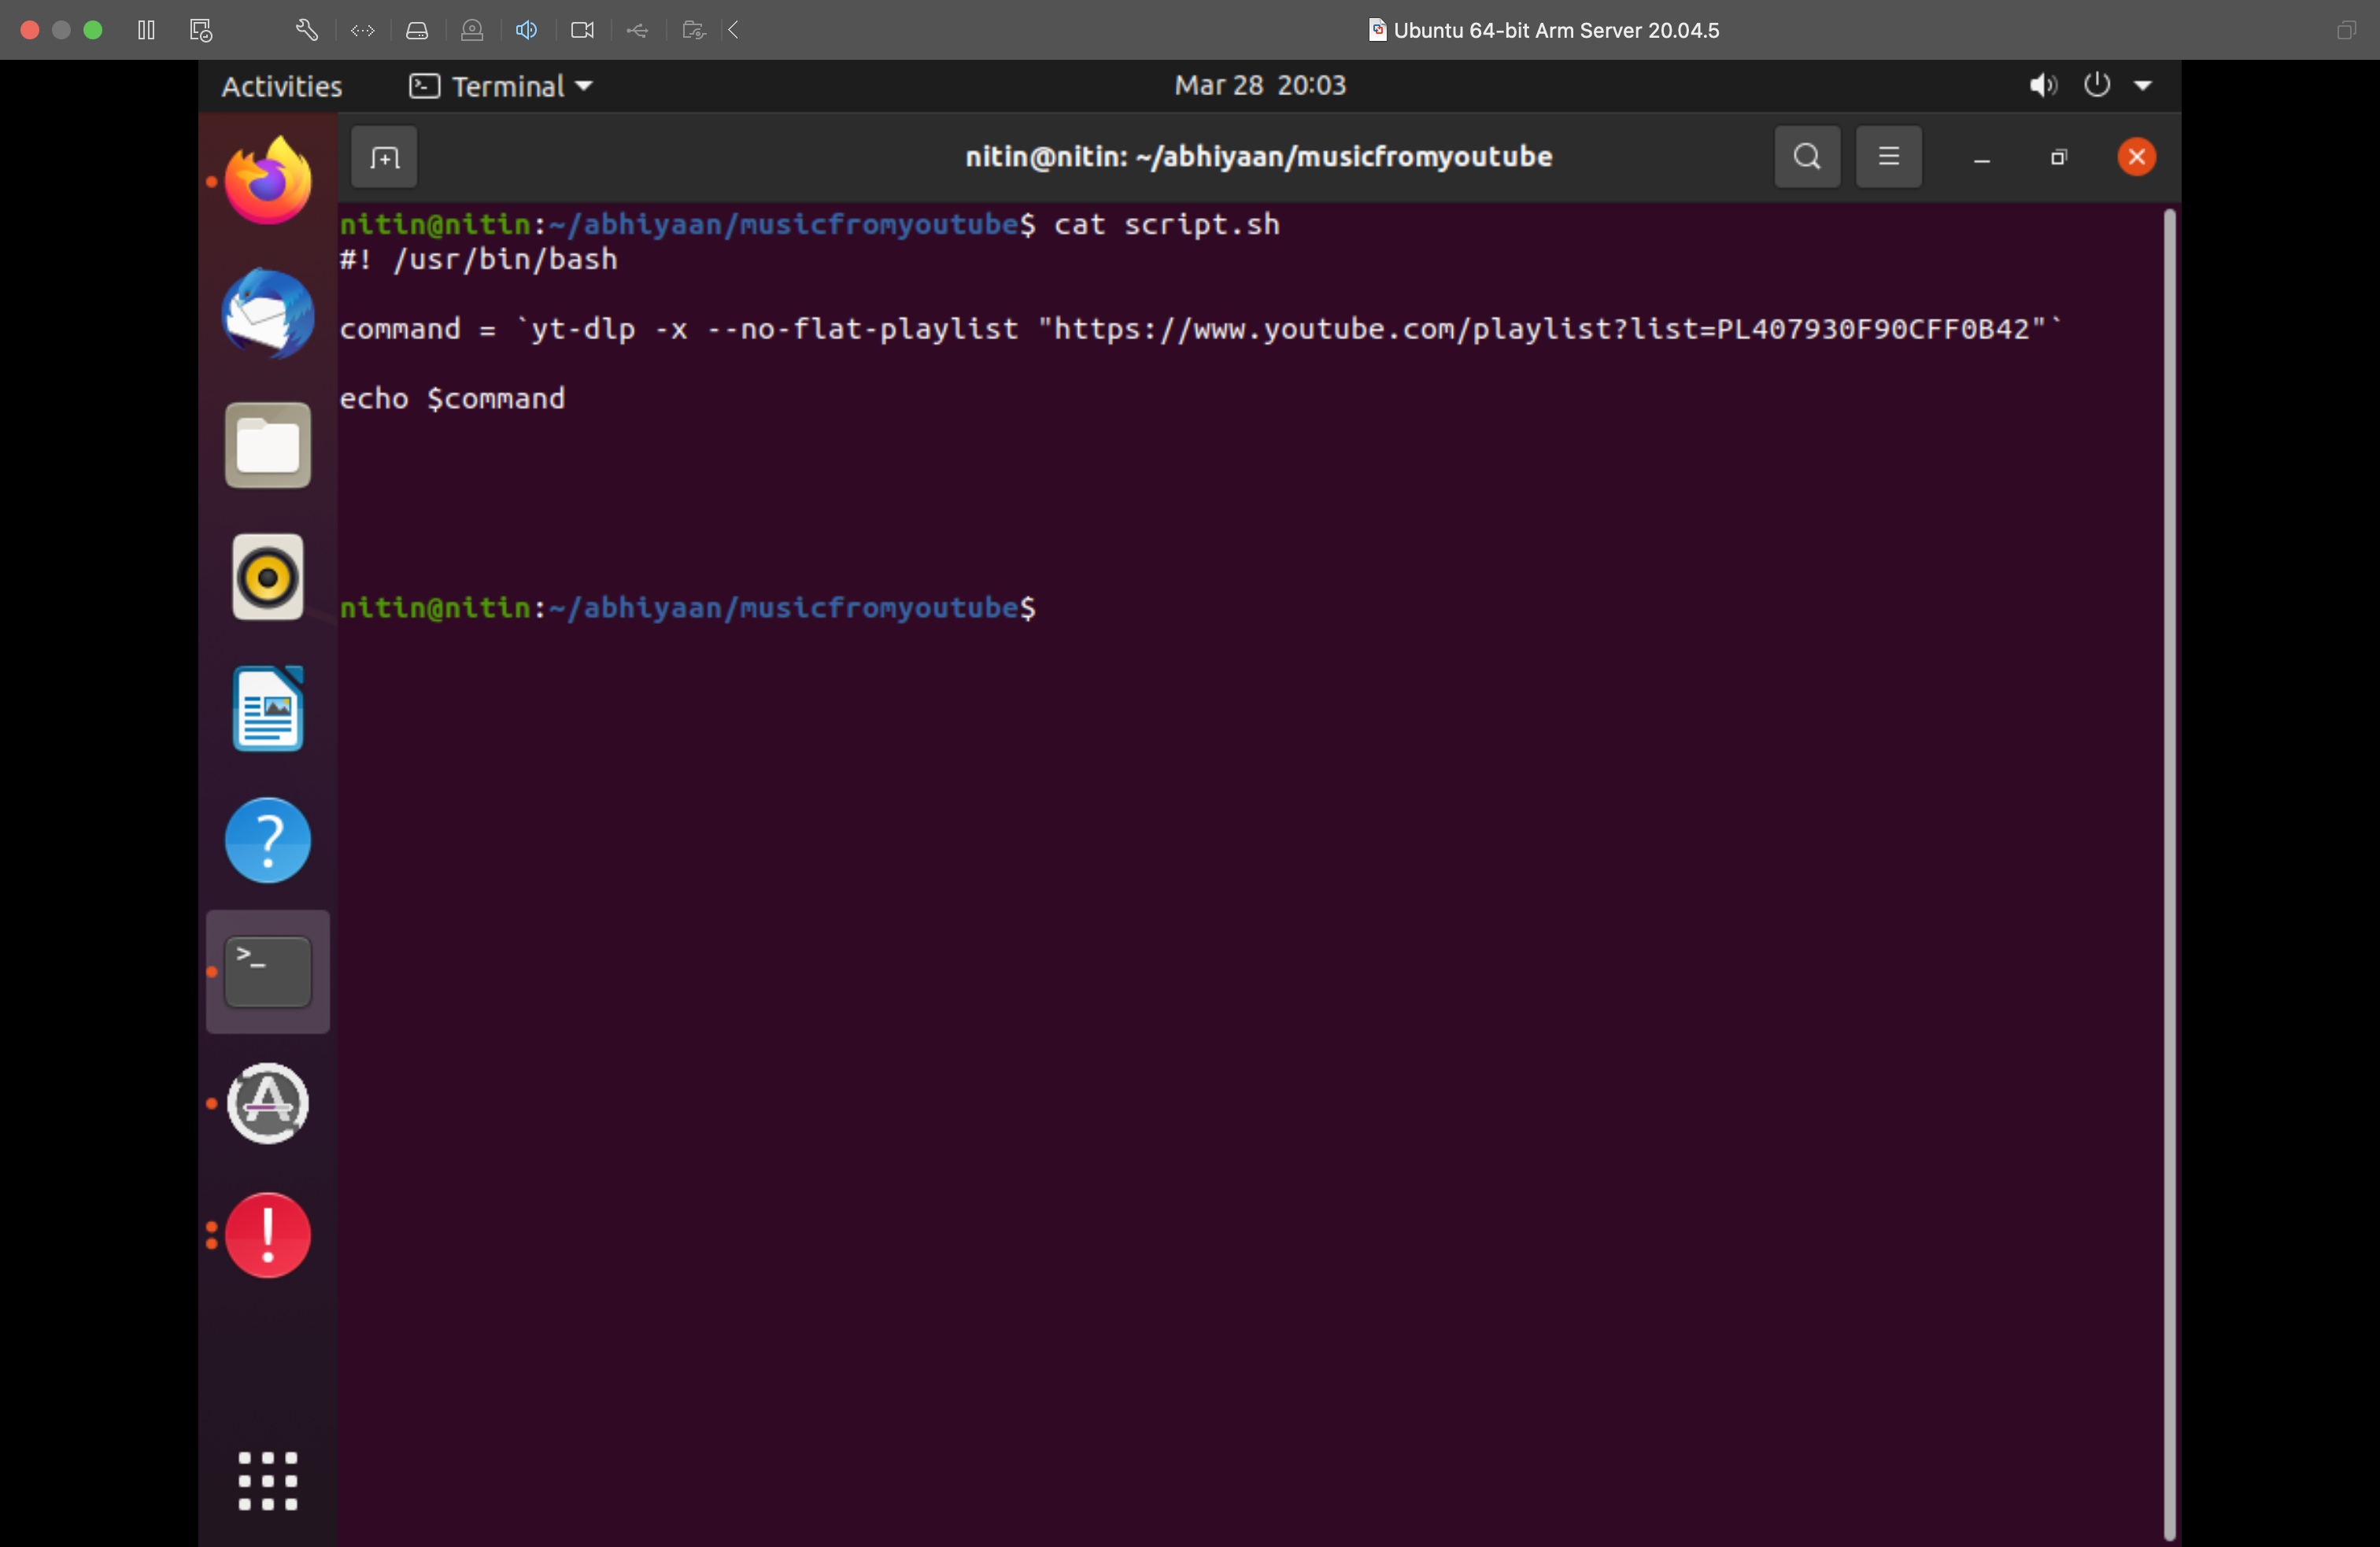 Ubuntu 64-bit Arm Server 20.04.5
Activities Terminal Mar 28 20:03
nitin@nitin: ~/abhiyaan/musicfromyoutube
nitin@nitin:~/abhiyaan/musicfromyoutube$ cat script.sh
#! /usr/bin/bash
command = `yt-dlp -x --no-flat-playlist "https://www.youtube.com/playlist?list=PL407930F90CFF0B42"`
echo $command
nitin@nitin:~/abhiyaan/musicfromyoutube$